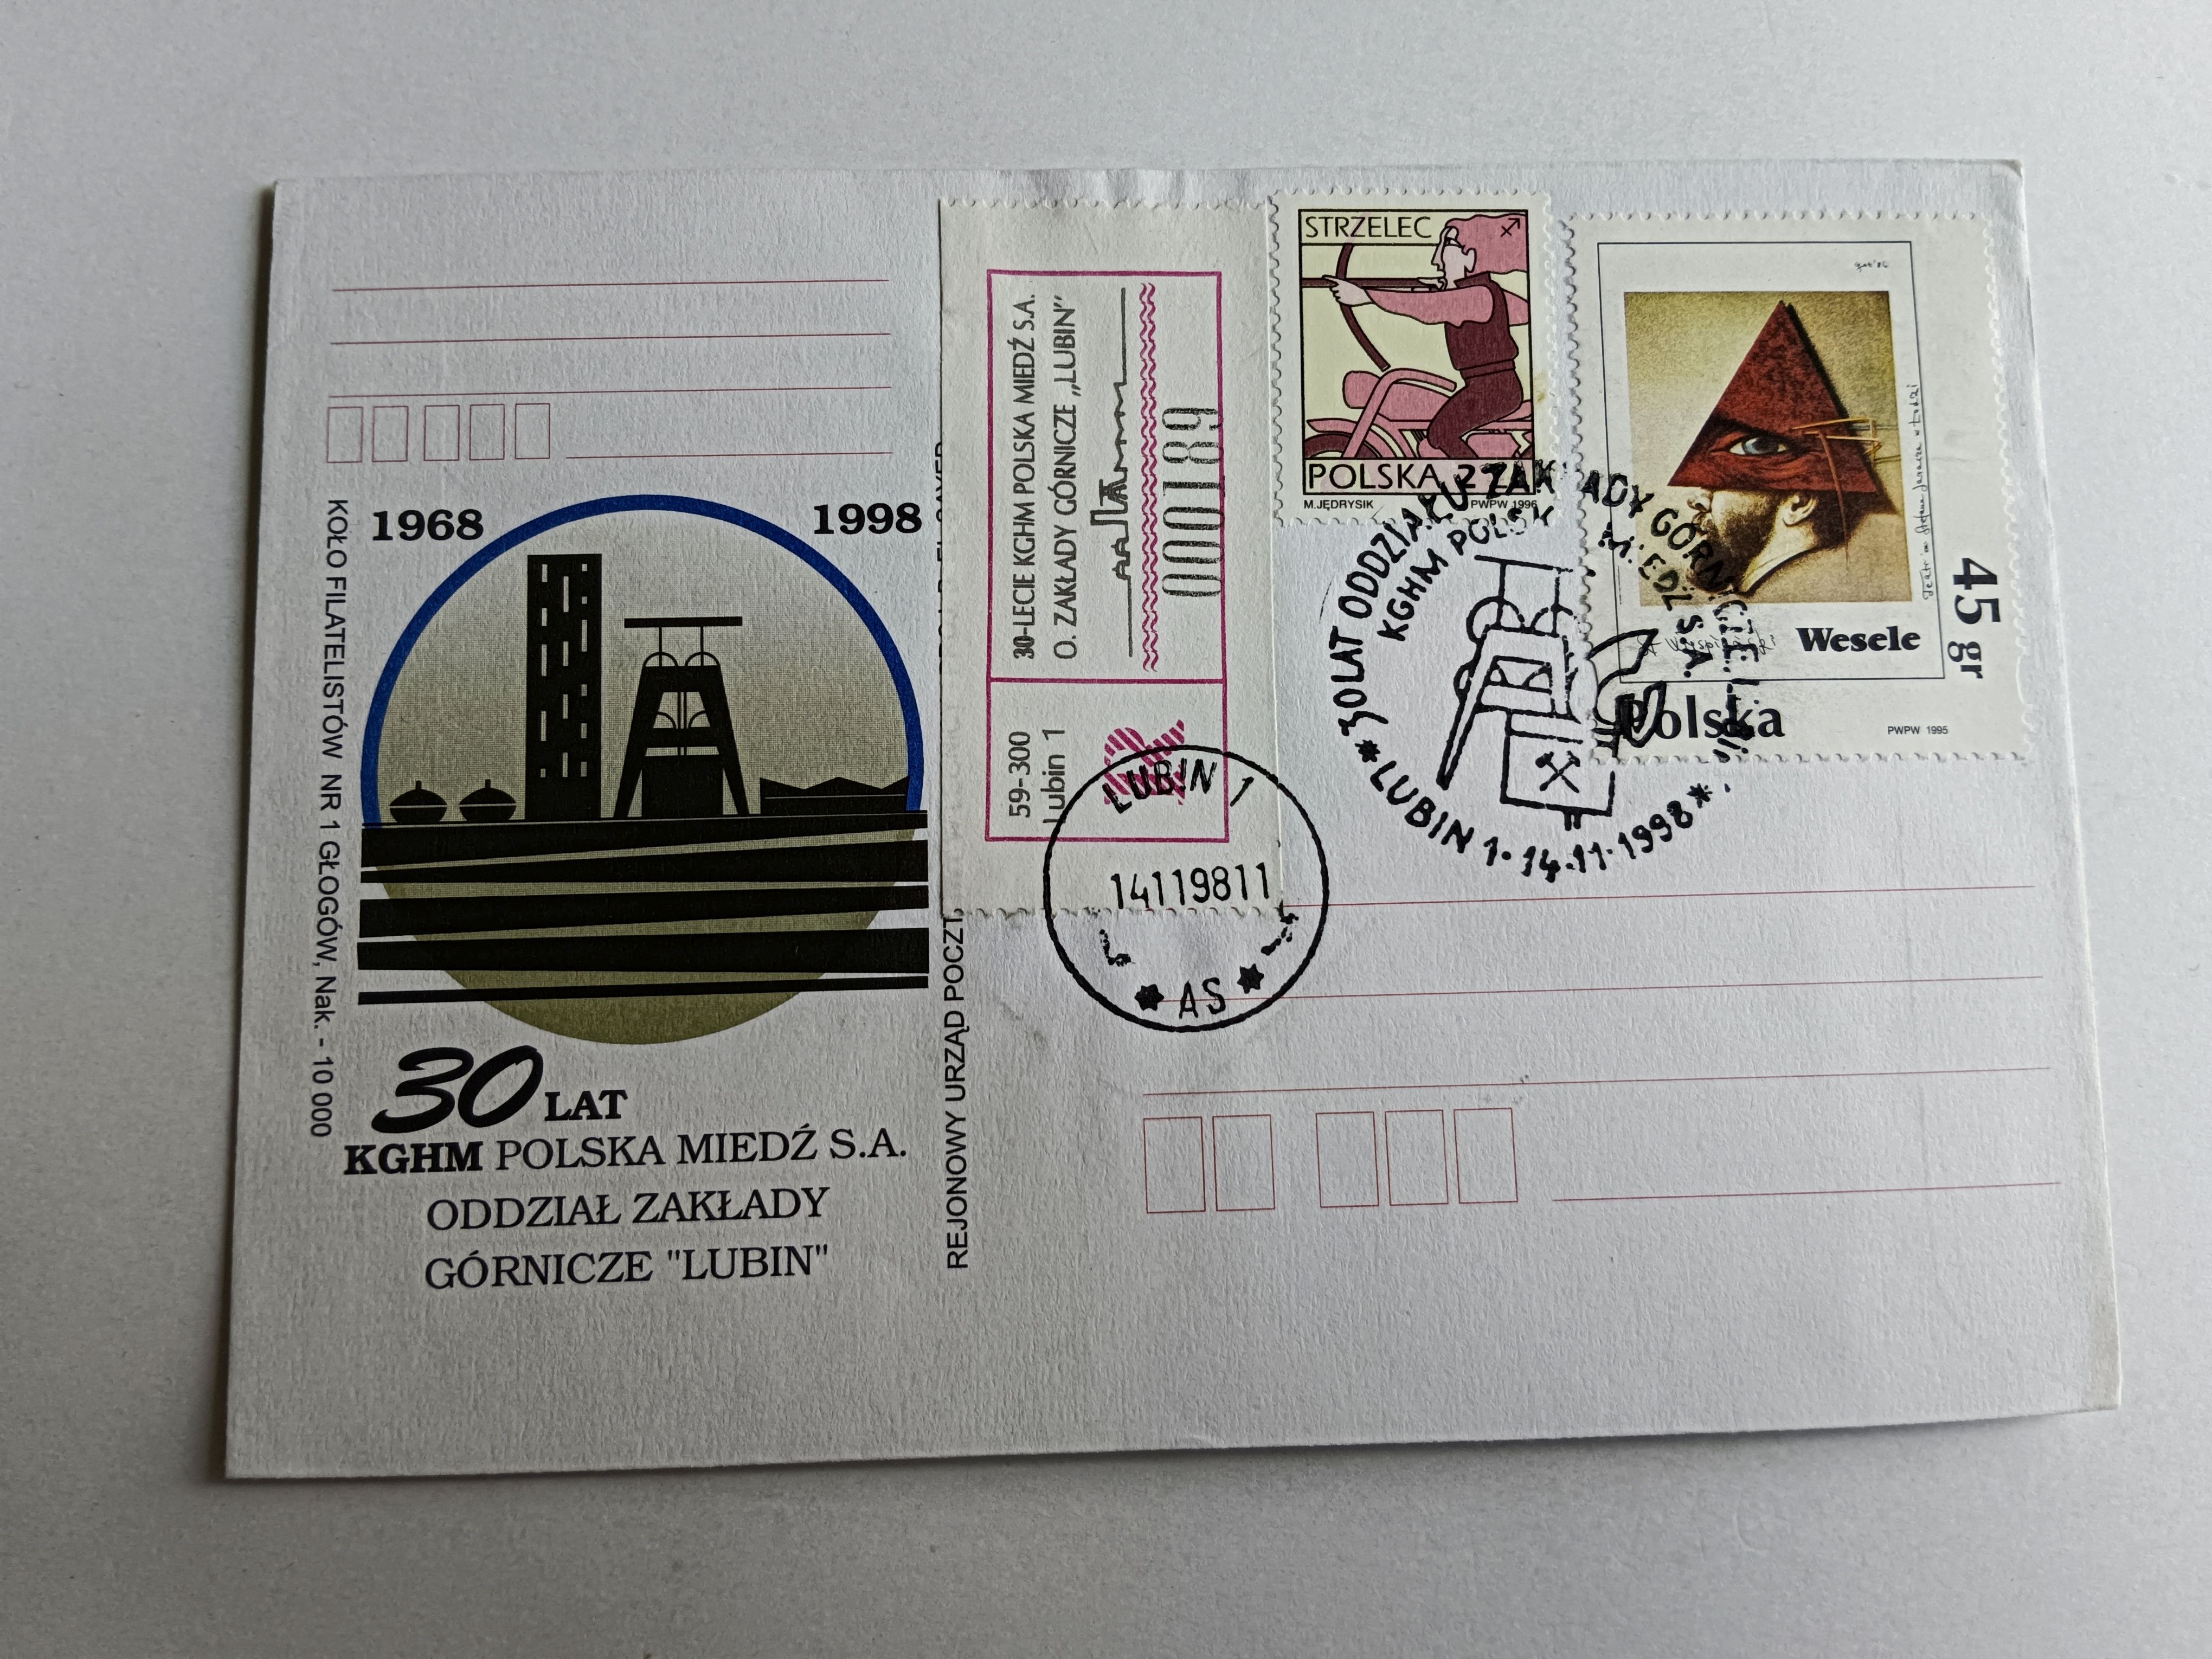 1968
1998
KOŁO FILATELISTÓW NR 1 GŁOGÓW, Nak. - 10 000
30 LAT
KGHM POLSKA MIEDŹ S.A.
ODDZIAŁ ZAKŁADY
GÓRNICZE "LUBIN"
REJONOWY URZĄD POCZT
30-LECIE KGHM POLSKA MIEDŹ S.A.
O. ZAKŁADY GÓRNICZE „LUBIN”
000189
59-300
Lubin 1
LUBIN 1
14119811
AS
STRZELEC
POLSKA 2
M.JĘDRYSIK
PWPW 1996
30 LAT ODDZIAŁU ZAKŁADY GÓRNICZE
KGHM POLSKA MIEDŹ S.A.
LUBIN 1·14·11·1998
45 gr
Wesele
Polska
PWPW 1995